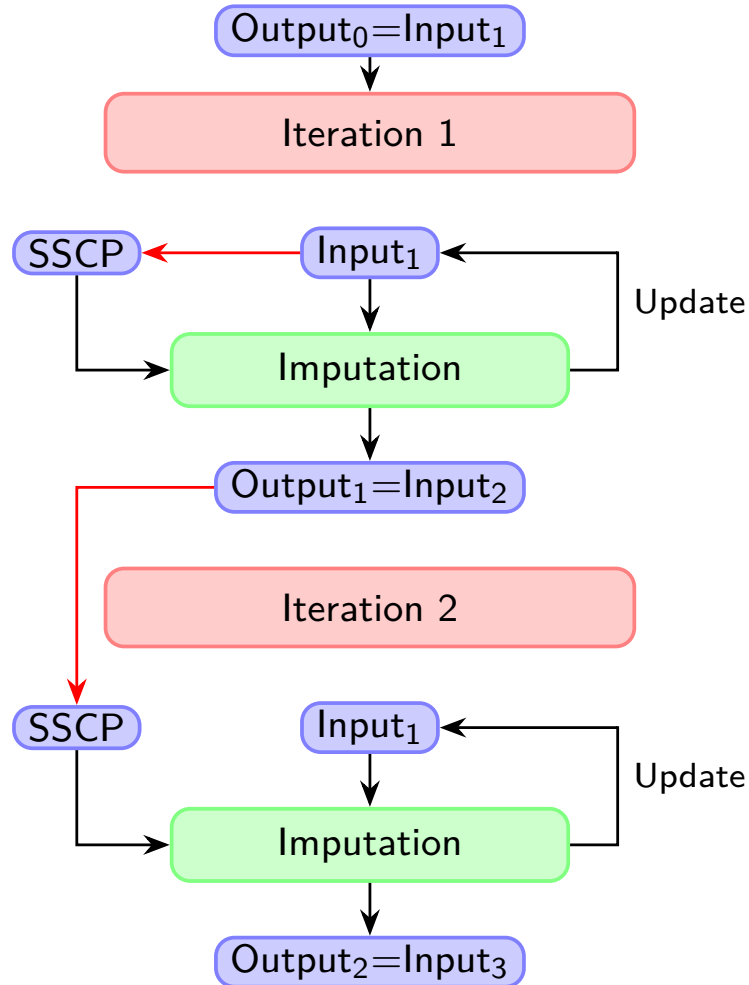 Output₀=Input₁
Iteration 1
SSCP
Input₁
Update
Imputation
Output₁=Input₂
Iteration 2
SSCP
Input₁
Update
Imputation
Output₂=Input₃